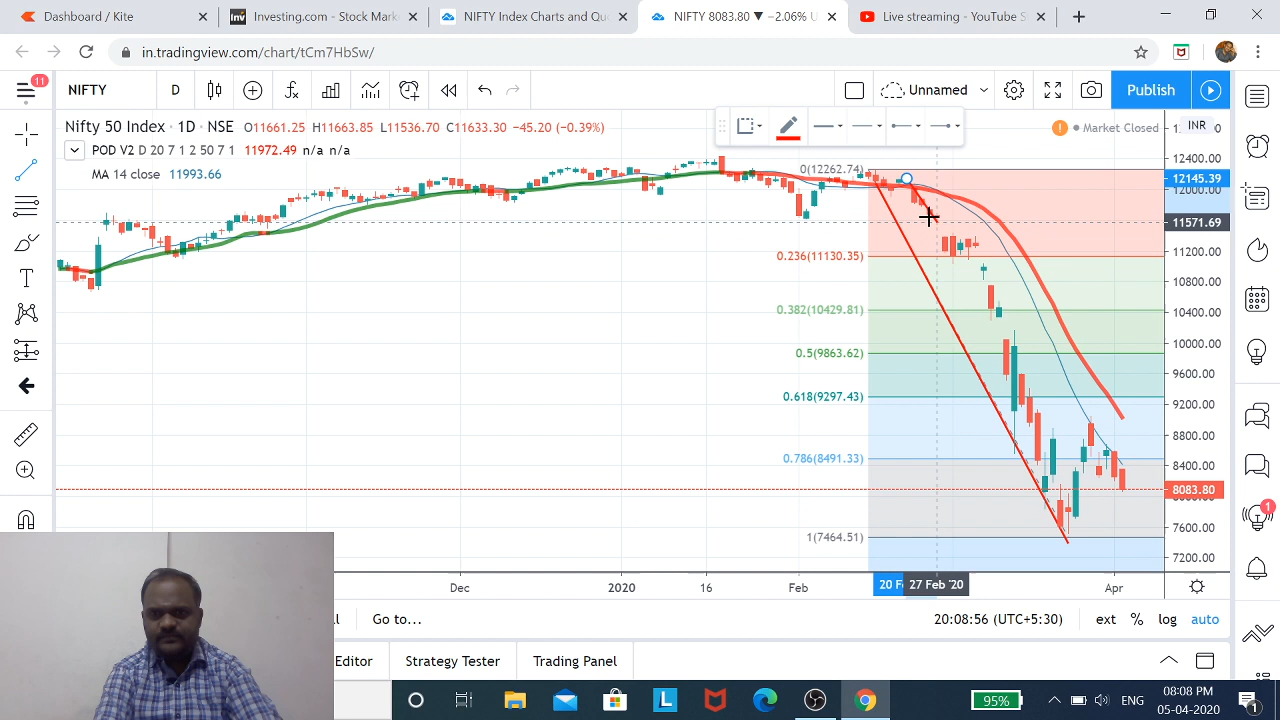 Dashboard / Kite
Inv Investing.com - Stock Mark
NIFTY Index Charts and Qu
NIFTY 8083.80 ▼ −2.06% U
Live streaming - YouTube S
in.tradingview.com/chart/tCm7HbSw/
11
NIFTY
D
Unnamed
Publish
Nifty 50 Index · 1D · NSE O11661.25 H11663.85 L11536.70 C11633.30 −45.20 (−0.39%)
Market Closed
INR
POD V2 D 20 7 1 2 50 7 1 11972.49 n/a n/a
MA 14 close 11993.66
12400.00
12145.39
12000.00
11571.69
11200.00
10800.00
10400.00
10000.00
9600.00
9200.00
8800.00
8400.00
8083.80
7600.00
7200.00
0(12262.74)
0.236(11130.35)
0.382(10429.81)
0.5(9863.62)
0.618(9297.43)
0.786(8491.33)
1(7464.51)
1
Dec 2020 16 Feb 27 Feb '20 Apr
Go to...
20:08:56 (UTC+5:30) ext % log auto
Editor Strategy Tester Trading Panel
L
95%
ENG
08:08 PM
05-04-2020
1